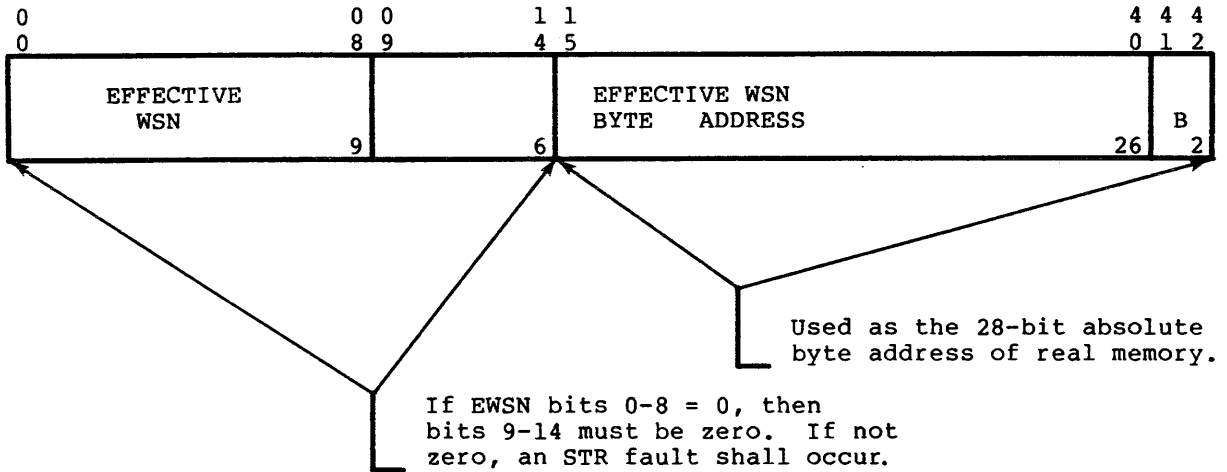 0 0 0 1 1 4 4 4
0 8 9 4 5 0 1 2
EFFECTIVE EFFECTIVE WSN
WSN BYTE ADDRESS B
9 6 26 2
Used as the 28-bit absolute
byte address of real memory.
If EWSN bits 0-8 = 0, then
bits 9-14 must be zero. If not
zero, an STR fault shall occur.